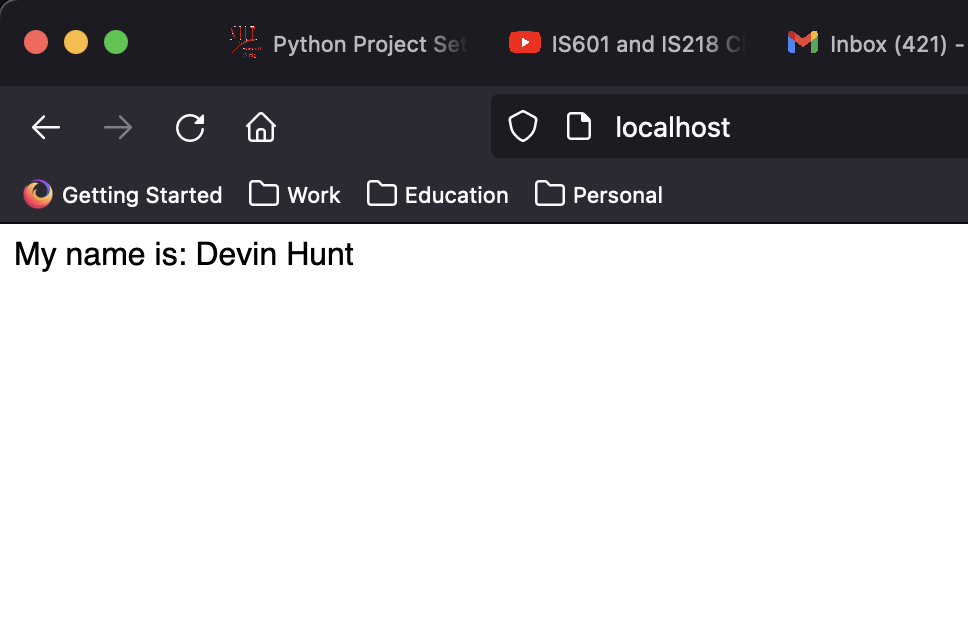 Python Project Set
IS601 and IS218 Cl
Inbox (421) -
localhost
Getting Started Work Education Personal
My name is: Devin Hunt